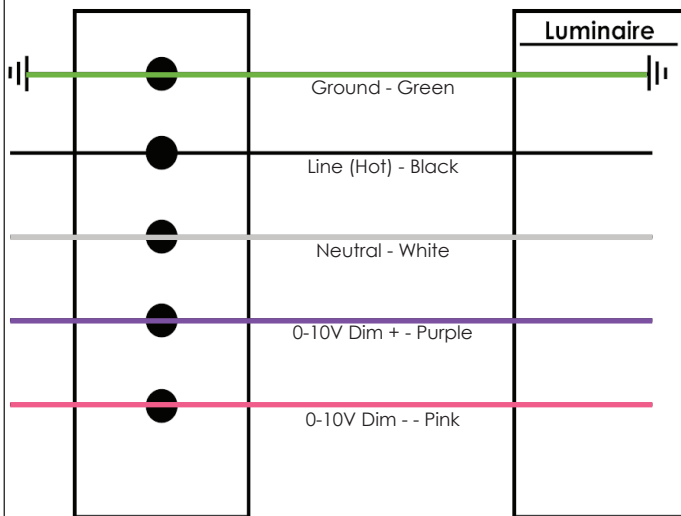 Luminaire
Ground - Green
Line (Hot) - Black
Neutral - White
0-10V Dim + - Purple
0-10V Dim - - Pink